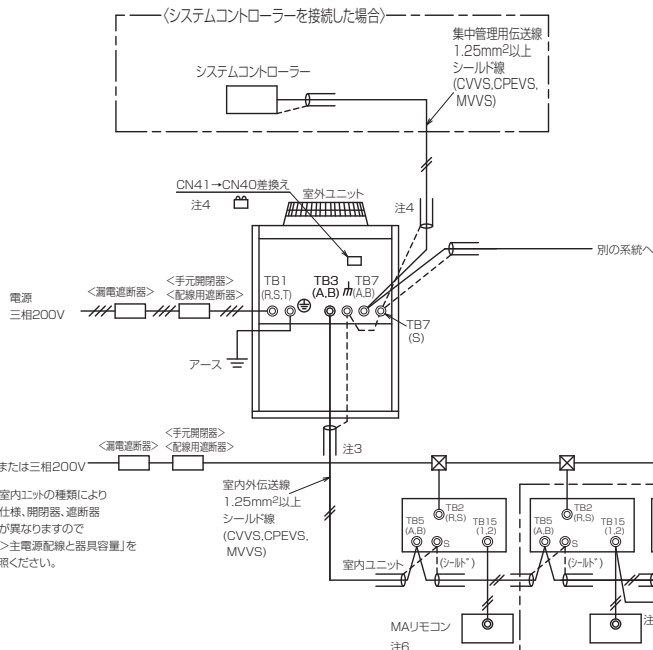 〈システムコントローラーを接続した場合〉
集中管理用伝送線
1.25mm²以上
シールド線
(CVVS,CPEVS,
MVVS)
システムコントローラー
CN41→CN40差換え
注4
室外ユニット
注4
別の系統へ
電源
三相200V
<漏電遮断器>
<手元開閉器>
<配線用遮断器>
TB1
(R,S,T)
TB3
(A,B)
TB7
(A,B)
TB7
(S)
アース
注3
または三相200V
<漏電遮断器>
<手元開閉器>
<配線用遮断器>
室内ユニットの種類により
仕様、開閉器、遮断器
が異なりますので
>主電源配線と器具容量」を
照ください。
室内外伝送線
1.25mm²以上
シールド線
(CVVS,CPEVS,
MVVS)
TB2
(R,S)
TB5
(A,B)
TB15
(1,2)
S
(シールド)
室内ユニット
TB2
(R,S)
TB5
(A,B)
TB15
(1,2)
S
(シールド)
MAリモコン
注6
注